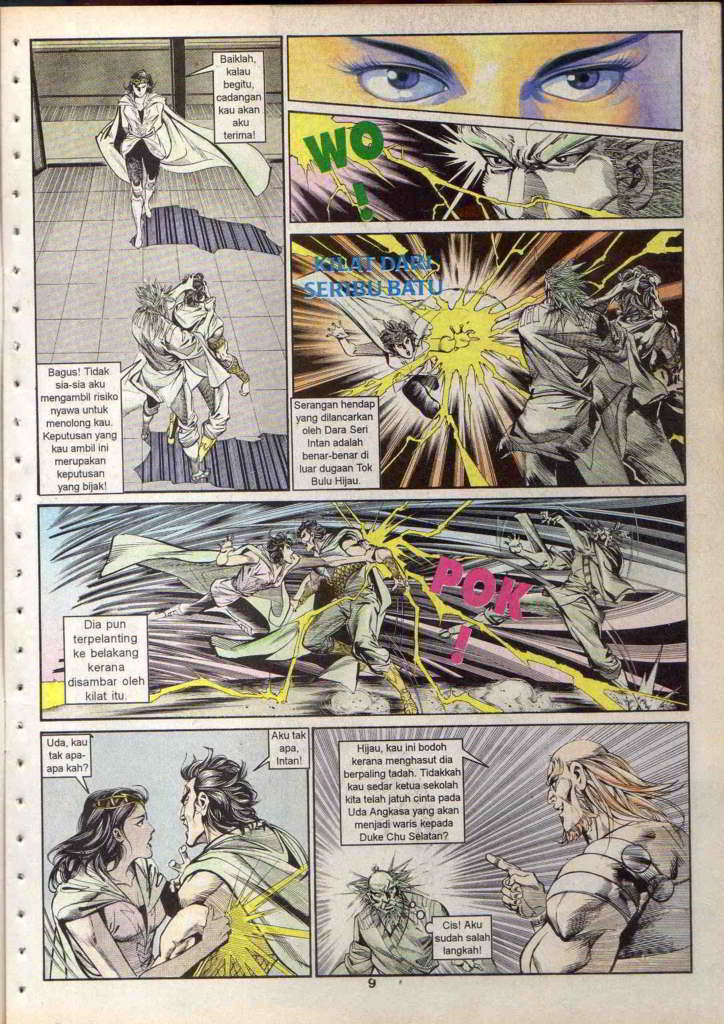 Baiklah,
kalau
begitu,
cadangan
kau akan
aku
terima!
Bagus! Tidak
sia-sia aku
mengambil risiko
nyawa untuk
menolong kau.
Keputusan yang
kau ambil ini
merupakan
keputusan
yang bijak!
WO
!
KILAT DARI
SERIBU BATU
Serangan hendap
yang dilancarkan
oleh Dara Seri
Intan adalah
benar-benar di
luar dugaan Tok
Bulu Hijau.
POK
!
Dia pun
terpelanting
ke belakang
kerana
disambar oleh
kilat itu.
Uda, kau
tak apa-
apa kah?
Aku tak
apa,
Intan!
Hijau, kau ini bodoh
kerana menghasut dia
berpaling tadah. Tidakkah
kau sedar ketua sekolah
kita telah jatuh cinta pada
Uda Angkasa yang akan
menjadi waris kepada
Duke Chu Selatan?
Cis! Aku
sudah salah
langkah!
9